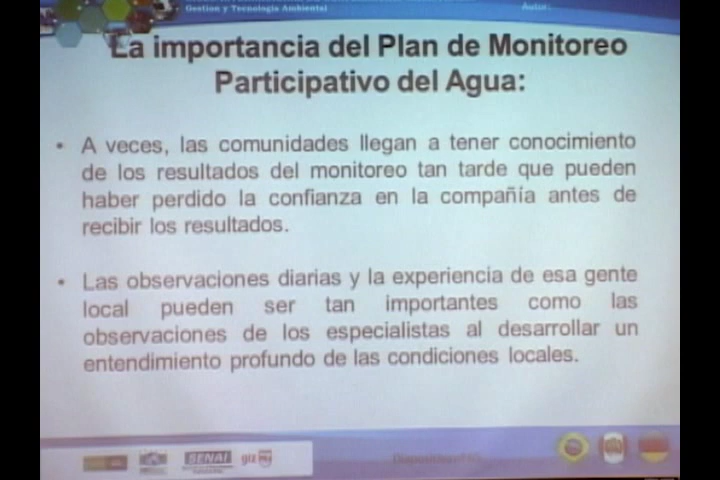 Gestion y Tecnologia Ambiental
Autor:
La importancia del Plan de Monitoreo
Participativo del Agua:
• A veces, las comunidades llegan a tener conocimiento
de los resultados del monitoreo tan tarde que pueden
haber perdido la confianza en la compañía antes de
recibir los resultados.
• Las observaciones diarias y la experiencia de esa gente
local pueden ser tan importantes como las
observaciones de los especialistas al desarrollar un
entendimiento profundo de las condiciones locales.
SENAI
giz